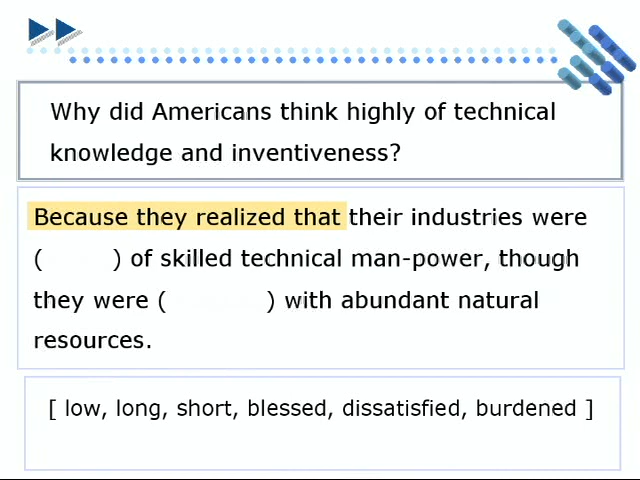 Why did Americans think highly of technical
knowledge and inventiveness?
Because they realized that their industries were
(      ) of skilled technical man-power, though
they were (      ) with abundant natural
resources.
[ low, long, short, blessed, dissatisfied, burdened ]